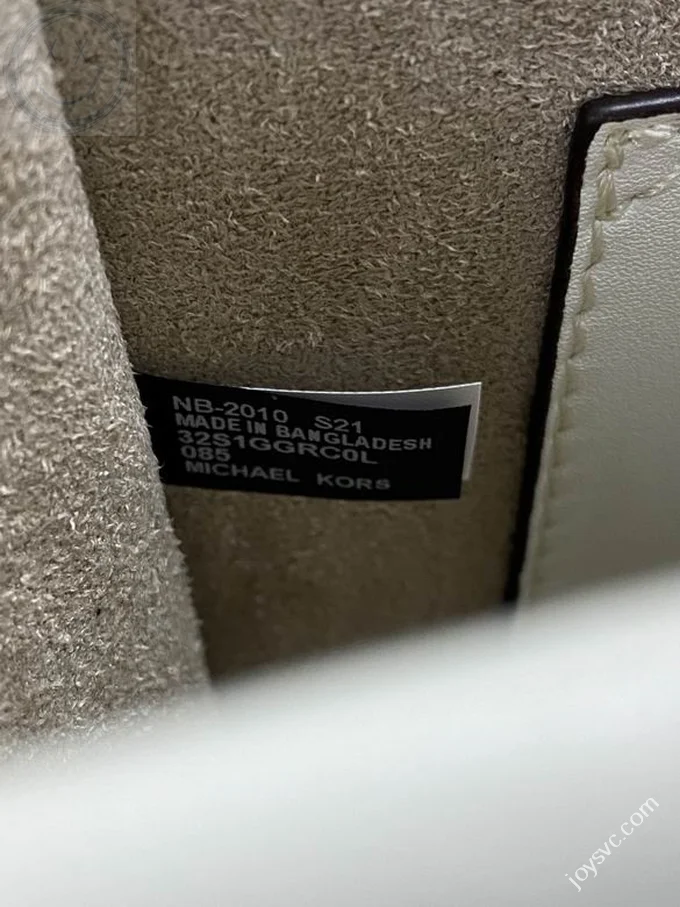 NB-2010 S21
MADE IN BANGLADESH
32S1GGRC0L
085
MICHAEL KORS
joysvc.com